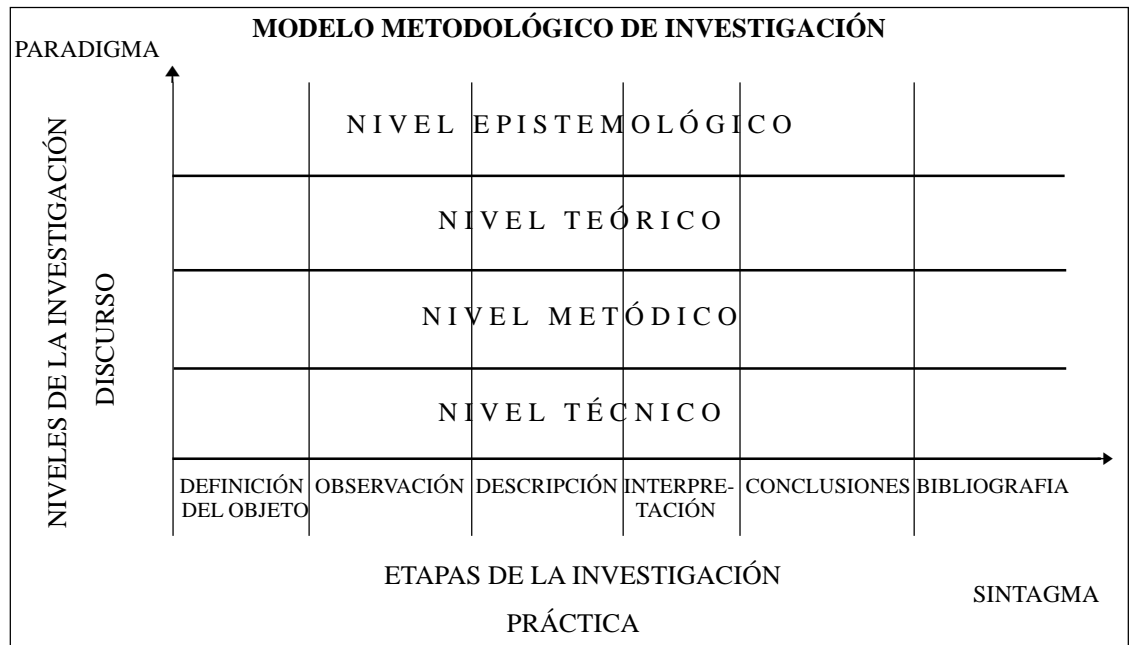 MODELO METODOLÓGICO DE INVESTIGACIÓN
PARADIGMA
NIVELES DE LA INVESTIGACIÓN
DISCURSO
NIVEL EPISTEMOLÓGICO
NIVEL TEÓRICO
NIVEL METÓDICO
NIVEL TÉCNICO
DEFINICIÓN
DEL OBJETO
OBSERVACIÓN
DESCRIPCIÓN
INTERPRE-
TACIÓN
CONCLUSIONES
BIBLIOGRAFIA
ETAPAS DE LA INVESTIGACIÓN
SINTAGMA
PRÁCTICA